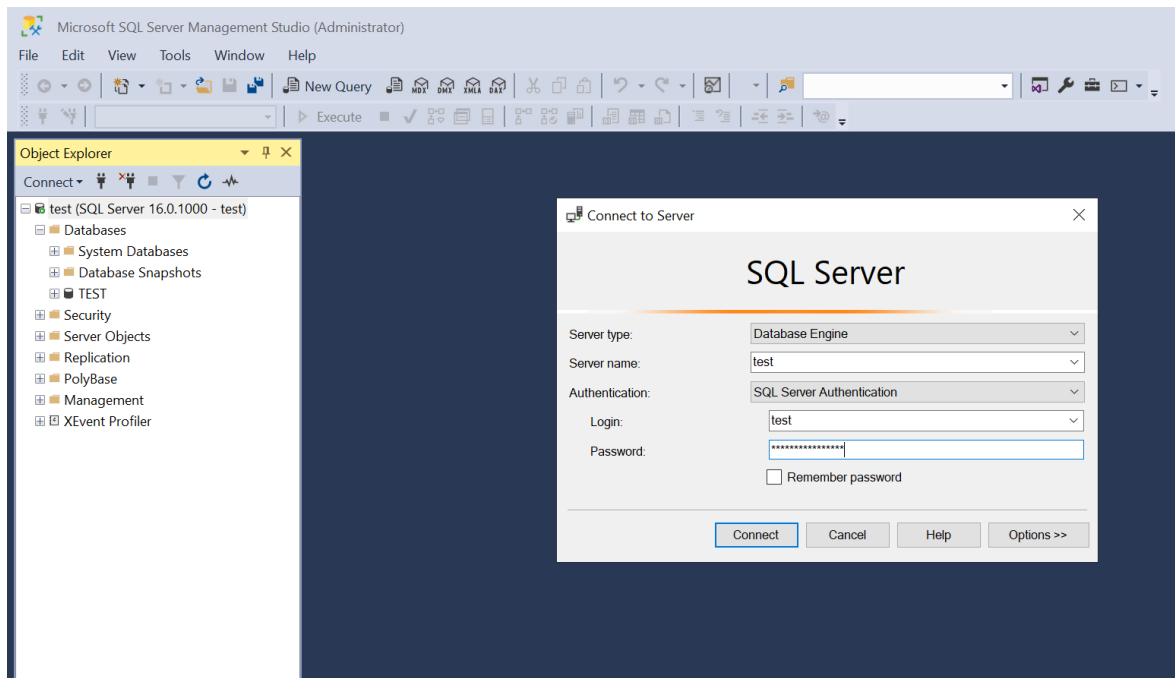 Microsoft SQL Server Management Studio (Administrator)
File Edit View Tools Window Help
New Query MDX DMX XMLA DAX
Execute
Object Explorer
Connect
test (SQL Server 16.0.1000 - test)
Databases
System Databases
Database Snapshots
TEST
Security
Server Objects
Replication
PolyBase
Management
XEvent Profiler
Connect to Server
SQL Server
Server type: Database Engine
Server name: test
Authentication: SQL Server Authentication
Login: test
Password: ****************
Remember password
Connect Cancel Help Options >>